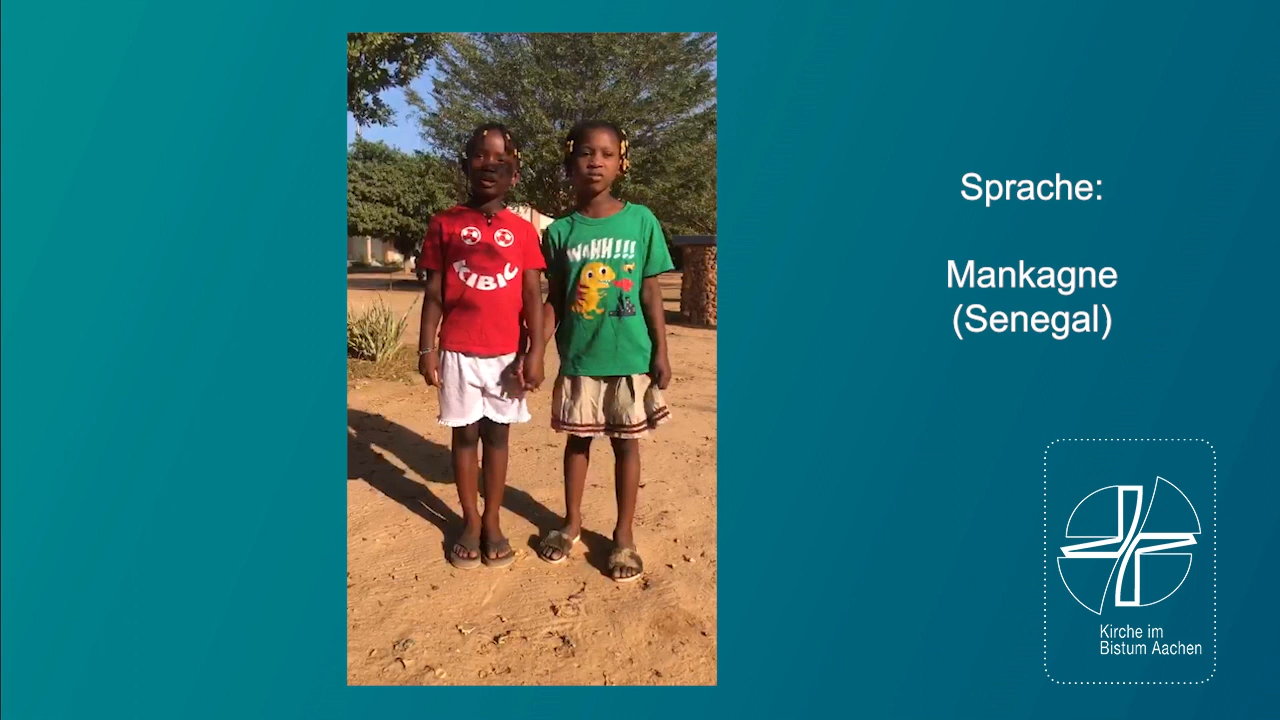 KIBIC
WAHH!!!
Sprache:
Mankagne
(Senegal)
Kirche im
Bistum Aachen